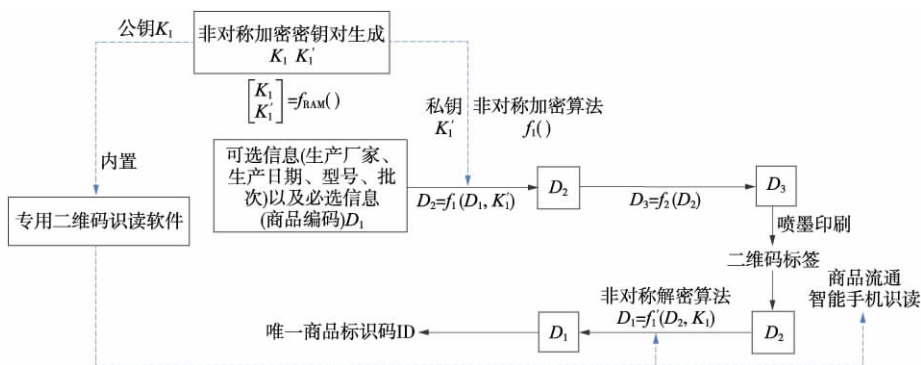 公钥K₁
非对称加密密钥对生成
K₁ K₁′
[K₁
K₁′]=f_RAM()
私钥
K₁′
非对称加密算法
f₁()
内置
专用二维码识读软件
可选信息(生产厂家、
生产日期、型号、批
次)以及必选信息
(商品编码)D₁
D₂=f₁(D₁, K₁′)
D₂
D₃=f₂(D₂)
D₃
喷墨印刷
二维码标签
商品流通
智能手机识读
非对称解密算法
D₁=f₁′(D₂, K₁)
唯一商品标识码ID
D₁
D₂